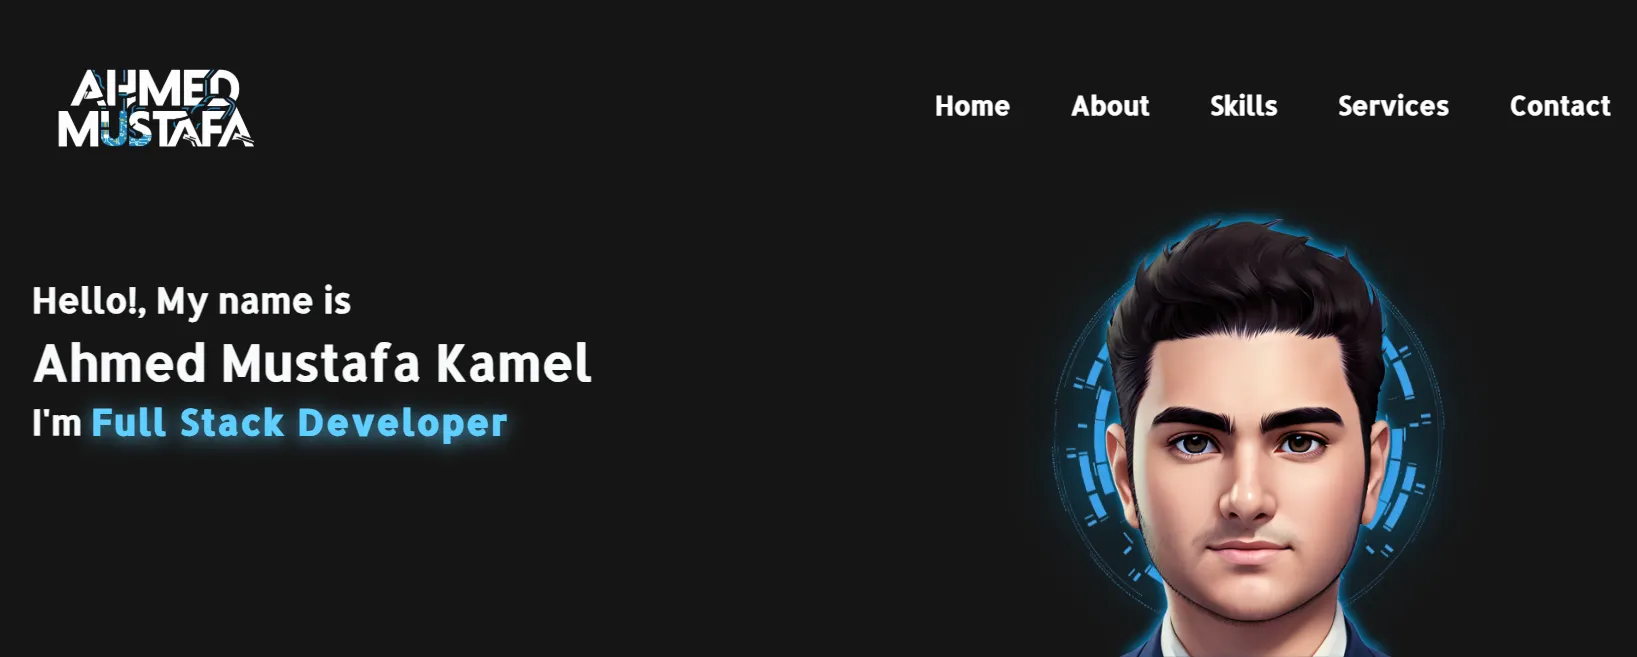 AHMED
MUSTAFA
Home About Skills Services Contact
Hello!, My name is
Ahmed Mustafa Kamel
I'm Full Stack Developer